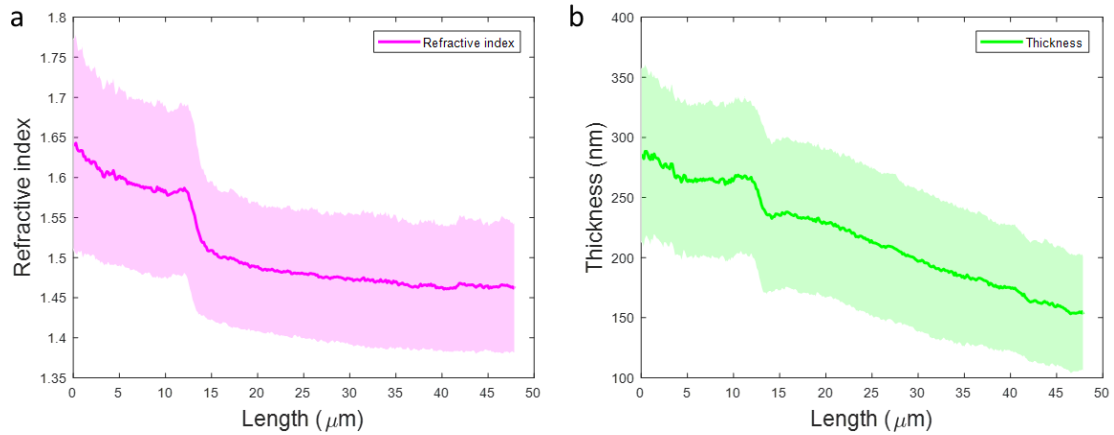 a
Refractive index
1.8
1.75
1.7
1.65
1.6
1.55
1.5
1.45
1.4
1.35
Refractive index
0 5 10 15 20 25 30 35 40 45 50
Length (μm)
b
Thickness
400
350
300
250
200
150
100
Thickness (nm)
0 5 10 15 20 25 30 35 40 45 50
Length (μm)